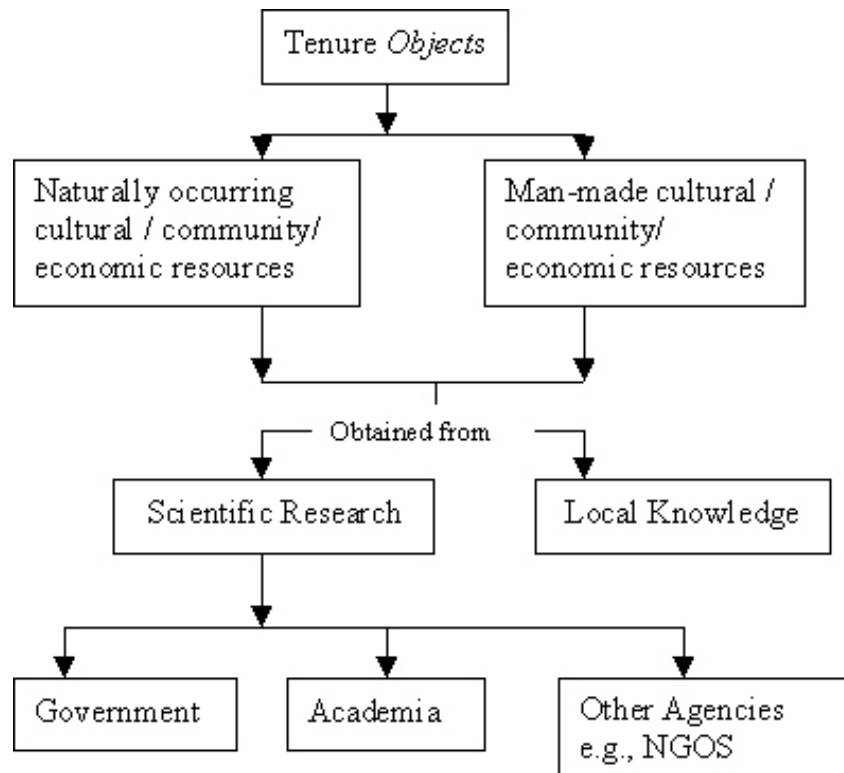 Tenure Objects
Naturally occurring
cultural / community/
economic resources
Man-made cultural /
community/
economic resources
Obtained from
Scientific Research
Local Knowledge
Government
Academia
Other Agencies
e.g., NGOS